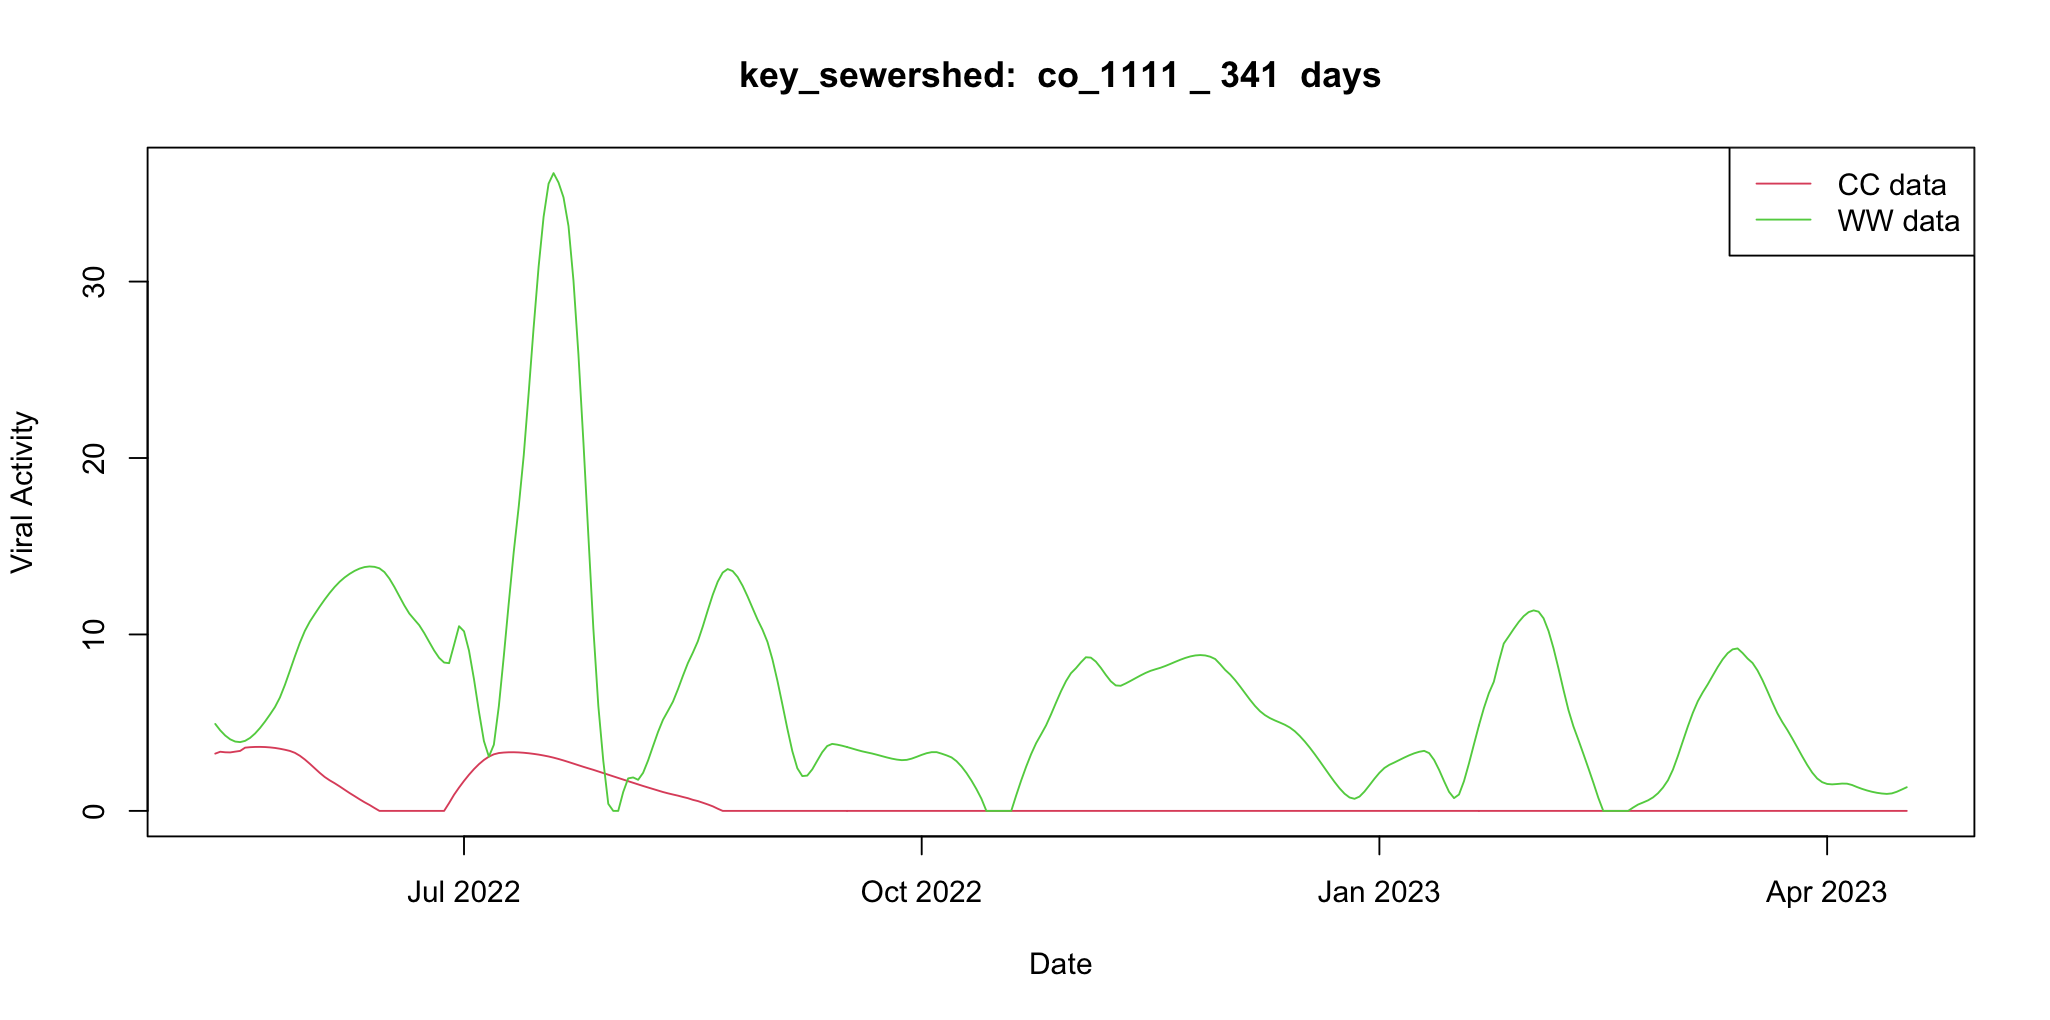 key_sewershed:  co_1111 _ 341  days
CC data
WW data
Viral Activity
30
20
10
0
Jul 2022
Oct 2022
Jan 2023
Apr 2023
Date